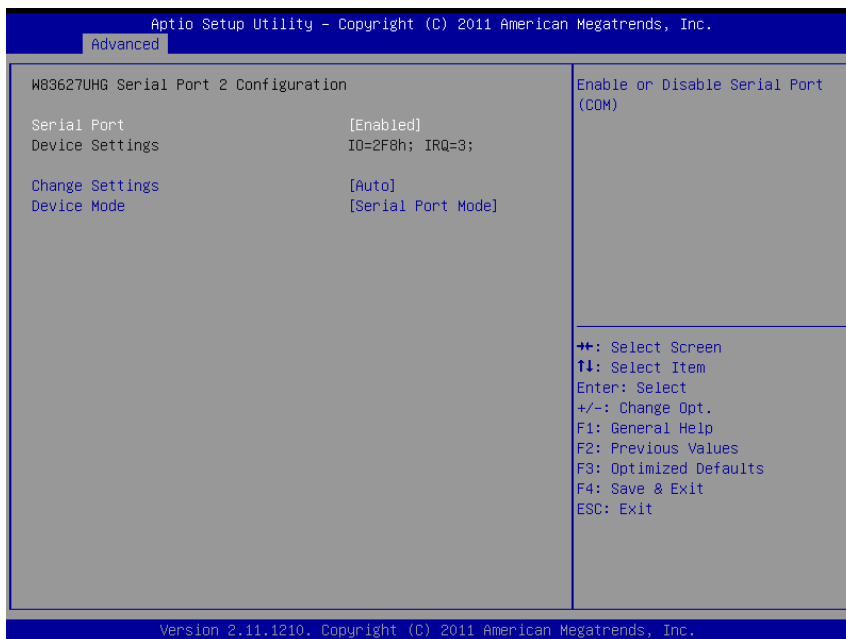 Aptio Setup Utility – Copyright (C) 2011 American Megatrends, Inc.
Advanced
W83627UHG Serial Port 2 Configuration
Serial Port [Enabled]
Device Settings IO=2F8h; IRQ=3;
Change Settings [Auto]
Device Mode [Serial Port Mode]
Enable or Disable Serial Port
(COM)
→←: Select Screen
↑↓: Select Item
Enter: Select
+/-: Change Opt.
F1: General Help
F2: Previous Values
F3: Optimized Defaults
F4: Save & Exit
ESC: Exit
Version 2.11.1210. Copyright (C) 2011 American Megatrends, Inc.